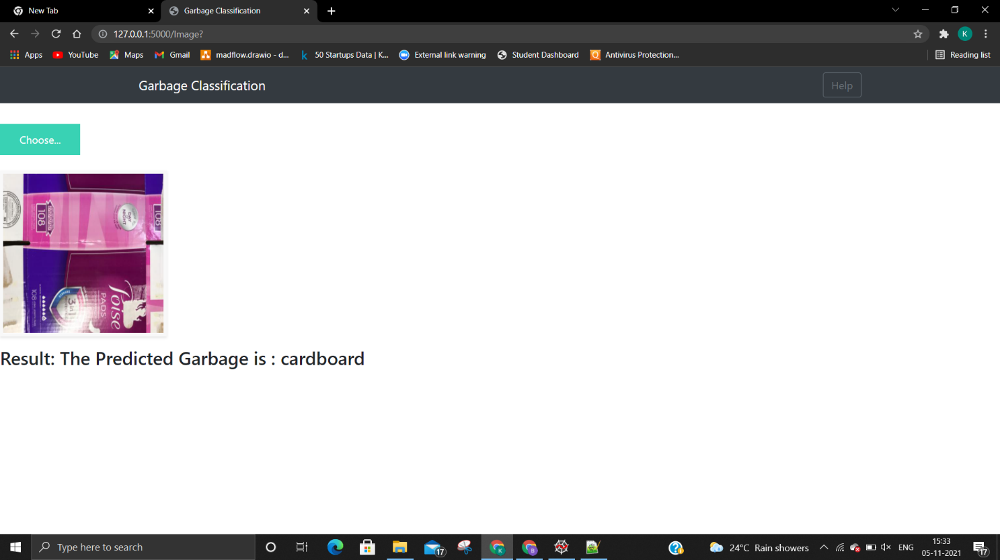 New Tab
Garbage Classification
127.0.0.1:5000/Image?
K
Apps
YouTube
Maps
Gmail
madflow.drawio - d...
50 Startups Data | K...
External link warning
Student Dashboard
Antivirus Protection...
Reading list
Garbage Classification
Help
Choose...
108
DAY
NIGHT
108
108
3 in 1
PADS
Poise
Result: The Predicted Garbage is : cardboard
Type here to search
17
K
B
24°C Rain showers
ENG
15:33
05-11-2021
17